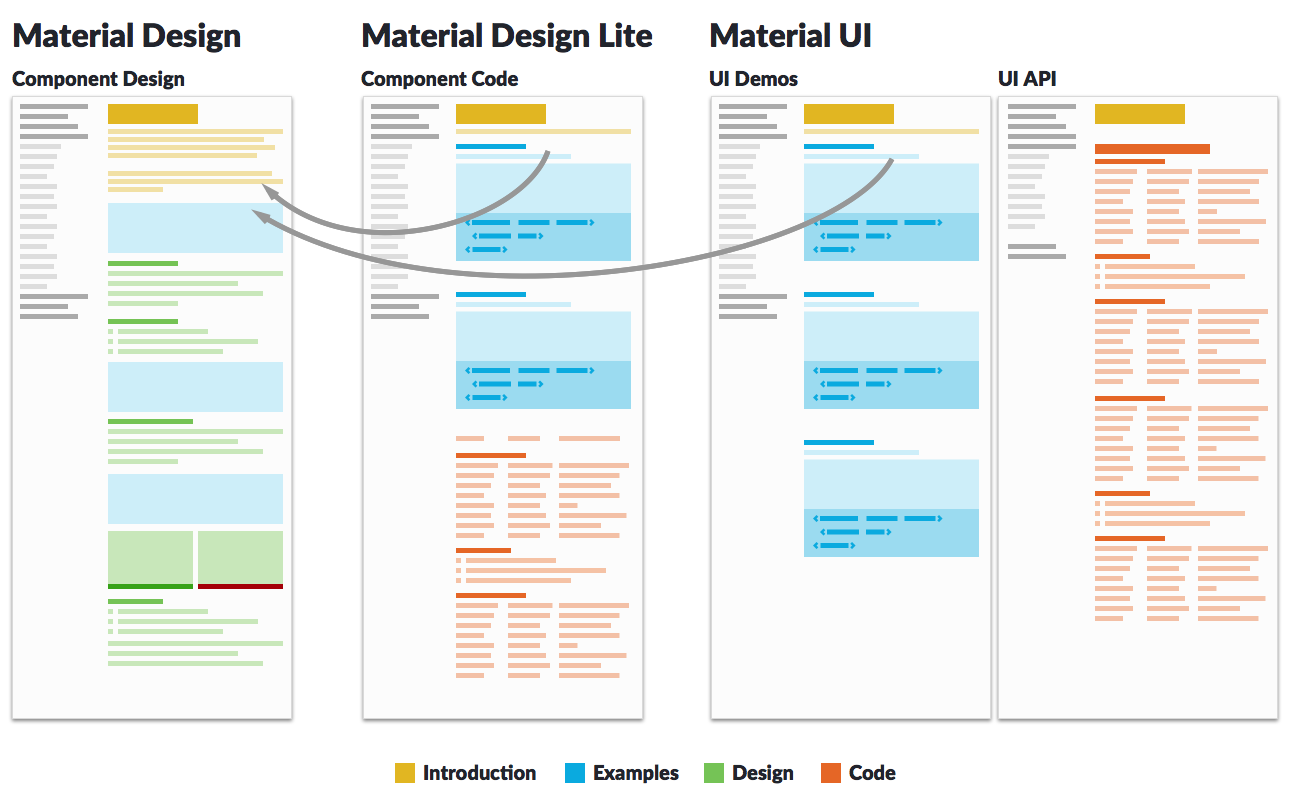 Material Design
Material Design Lite
Material UI
Component Design
Component Code
UI Demos
UI API
Introduction
Examples
Design
Code